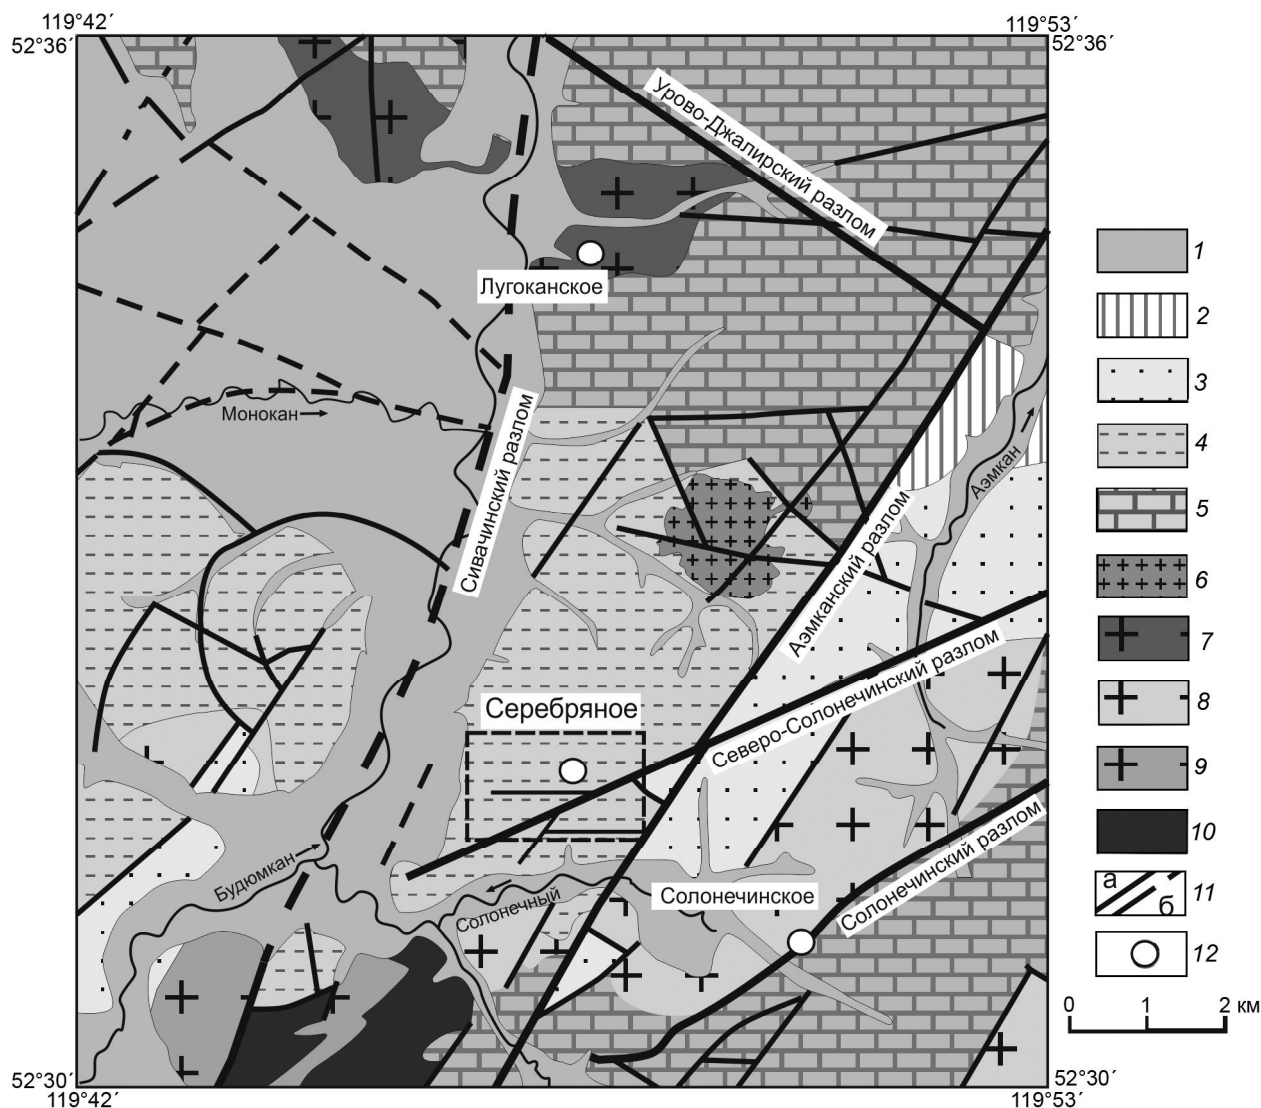 119°42´
119°53´
52°36´
52°36´
Урово-Джалирский разлом
Лугоканское
Монокан
Сивачинский разлом
Аэмкан
Аэмканский разлом
Северо-Солонечинский разлом
Серебряное
Солонечинский разлом
Будюмкан
Солонечный
Солонечинское
1
2
3
4
5
6
7
8
9
10
а
б
11
12
0 1 2 км
52°30´
52°30´
119°42´
119°53´